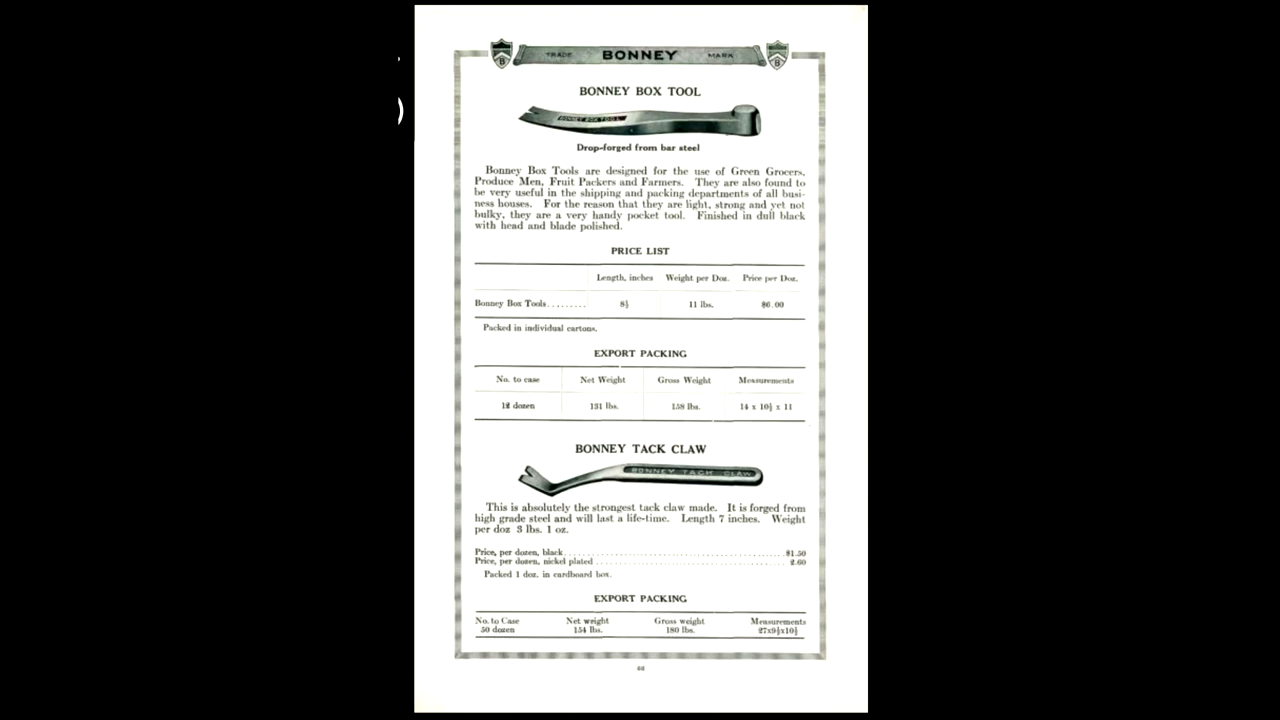 TRADE BONNEY MARK
BONNEY BOX TOOL
BONNEY BOX TOOL
Drop-forged from bar steel
Bonney Box Tools are designed for the use of Green Grocers,
Produce Men, Fruit Packers and Farmers. They are also found to
be very useful in the shipping and packing departments of all busi-
ness houses. For the reason that they are light, strong and yet not
bulky, they are a very handy pocket tool. Finished in dull black
with head and blade polished.
PRICE LIST
Length, inches Weight per Doz. Price per Doz.
Bonney Box Tools......... 8½ 11 lbs. $6.00
Packed in individual cartons.
EXPORT PACKING
No. to case Net Weight Gross Weight Measurements
12 dozen 131 lbs. 158 lbs. 14 x 10½ x 11
BONNEY TACK CLAW
BONNEY TACK CLAW
This is absolutely the strongest tack claw made. It is forged from
high grade steel and will last a life-time. Length 7 inches. Weight
per doz 3 lbs. 1 oz.
Price, per dozen, black................................................$1.50
Price, per dozen, nickel plated........................................ 2.60
Packed 1 doz. in cardboard box.
EXPORT PACKING
No. to Case Net weight Gross weight Measurements
50 dozen 154 lbs. 180 lbs.